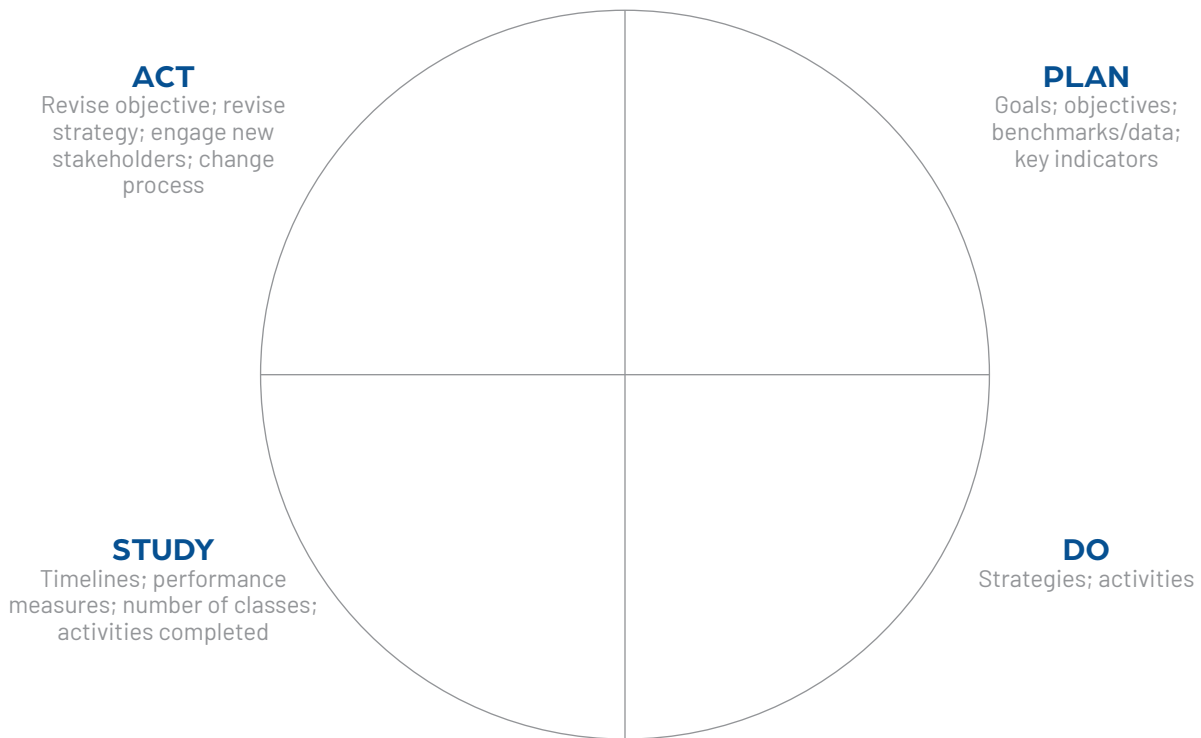 ACT
Revise objective; revise
strategy; engage new
stakeholders; change
process
PLAN
Goals; objectives;
benchmarks/data;
key indicators
STUDY
Timelines; performance
measures; number of classes;
activities completed
DO
Strategies; activities